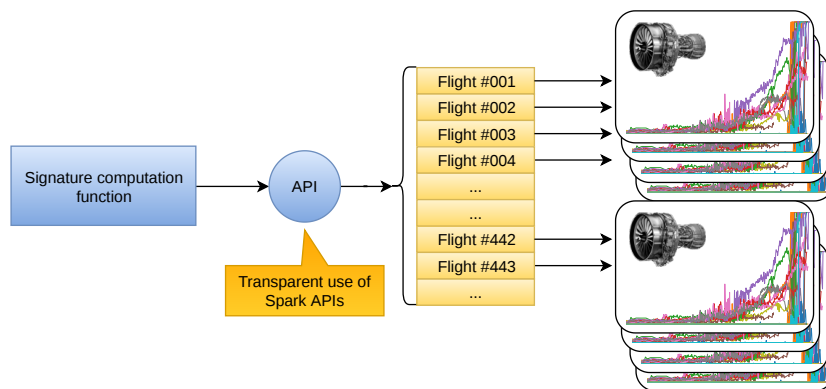 Signature computation
function
API
Transparent use of
Spark APIs
Flight #001
Flight #002
Flight #003
Flight #004
...
...
Flight #442
Flight #443
...